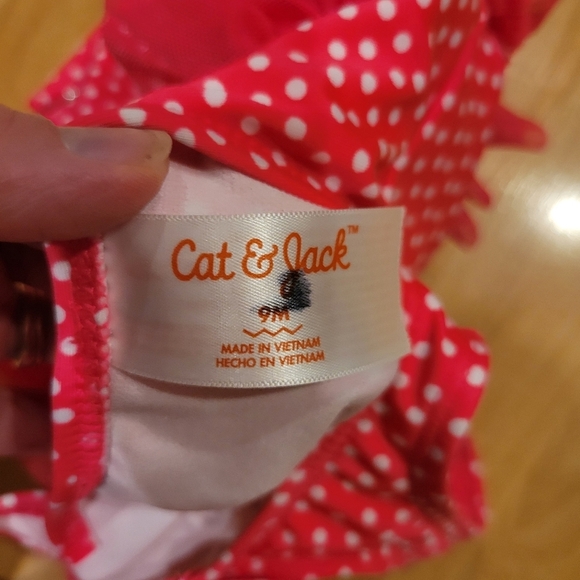 Cat & Jack™
9M
MADE IN VIETNAM
HECHO EN VIETNAM